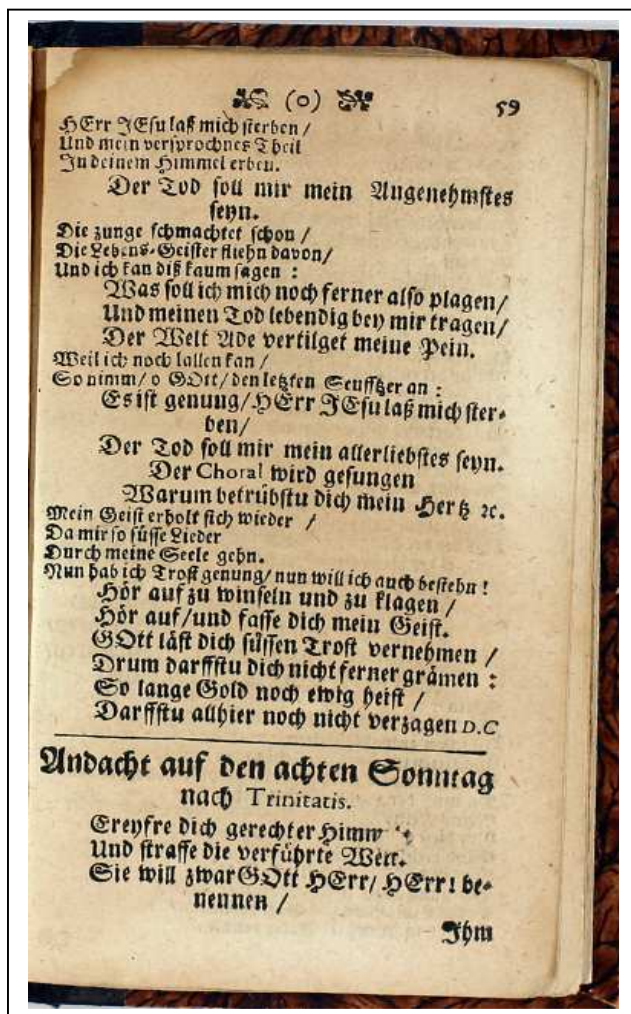 (o) 59
HErr JEsu laß mich sterben /
Und mein versprochnes Theil
In deinem Himmel erben.
Der Tod soll mir mein Angenehmstes
seyn.
Die zunge schmachtet schon /
Die Lebens-Geister fliehn davon /
Und ich kan diß kaum sagen :
Was soll ich mich noch ferner also plagen /
Und meinen Tod lebendig bey mir tragen /
Der Welt Ade vertilget meine Pein.
Weil ich noch lallen kan /
So nimm / o GOtt / den letzten Seufftzer an :
Es ist genung / HErr JEsu laß mich ster-
ben /
Der Tod soll mir mein allerliebstes seyn.
Der Choral wird gesungen
Warum betrübstu dich mein Hertz ꝛc.
Mein Geist erholt sich wieder /
Da mir so süsse Lieder
Durch meine Seele gehn.
Nun hab ich Trost genung / nun will ich auch bestehn !
Hör auf zu winseln und zu klagen /
Hör auf / und fasse dich mein Geist.
GOtt läst dich süssen Trost vernehmen /
Drum darffstu dich nicht ferner grämen :
So lange Gold noch ewig heist /
Darffstu allhier noch nicht verzagen D.C
Andacht auf den achten Sonntag
nach Trinitatis.
Ereyfre dich gerechter
Und straffe die verführte Welt.
Sie will zwar GOtt HErr / HErr ! be-
nennen /
Ihm